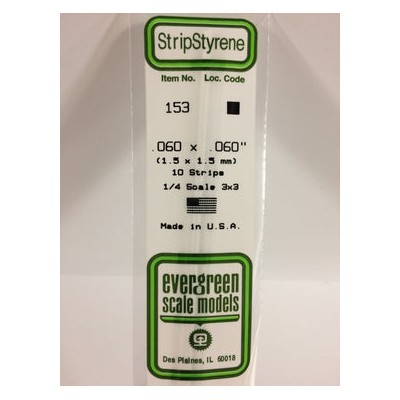 StripStyrene
Item No. Loc. Code
153
.060 x .060"
(1.5 x 1.5 mm)
10 Strips
1/4 Scale 3x3
Made in U.S.A.
evergreen
scale models
Des Plaines, IL 60018